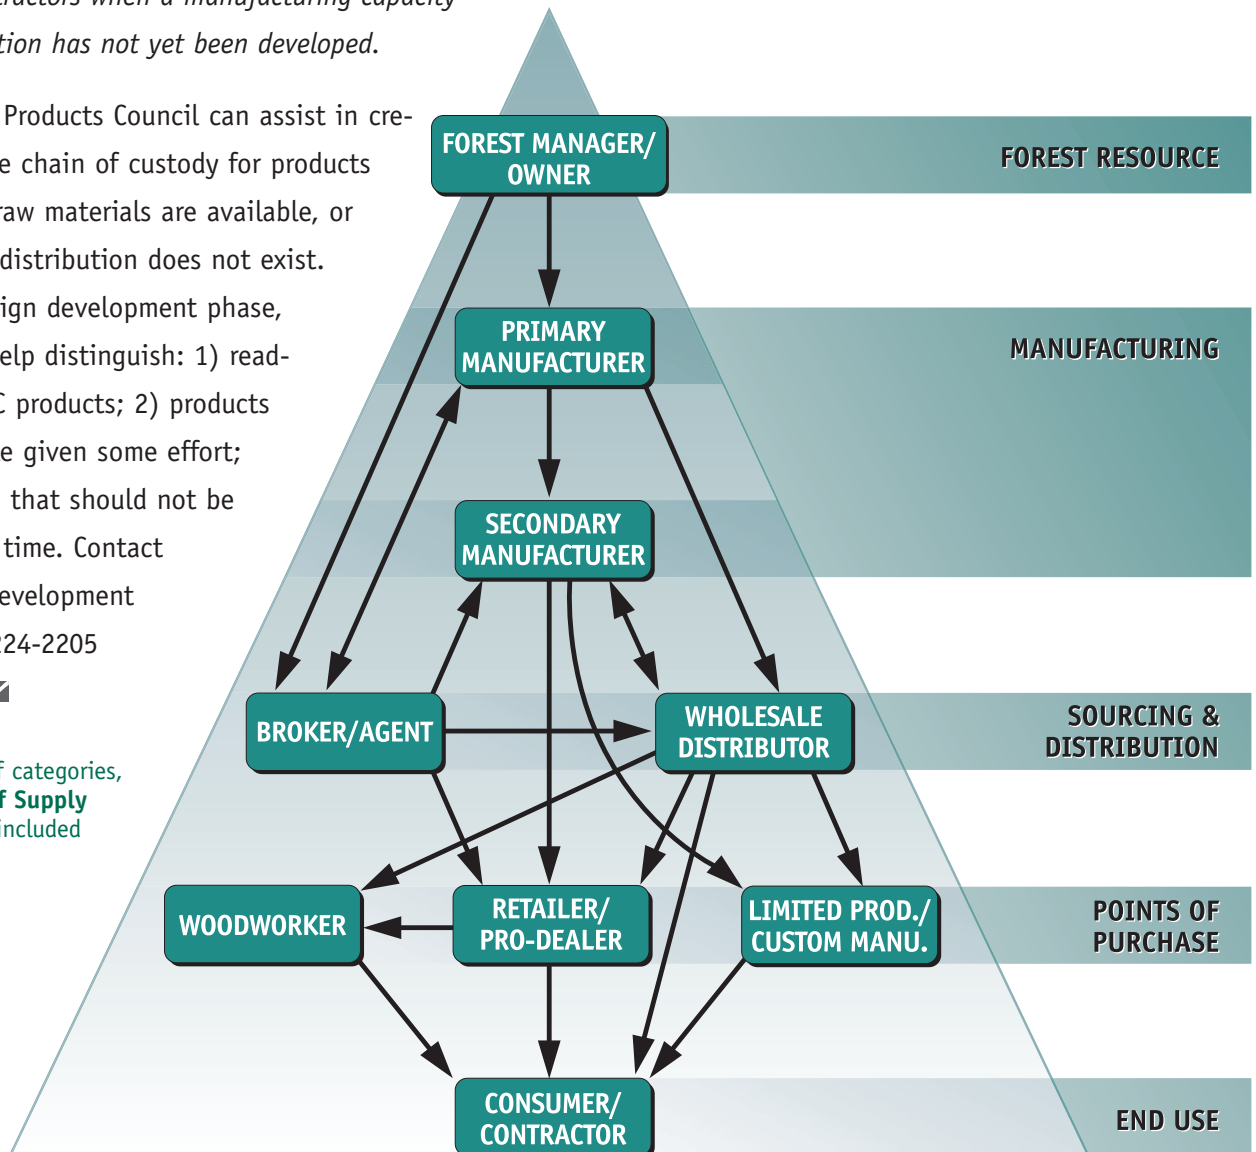 when a manufacturing capacity
has not yet been developed.
Products Council can assist in cre-
chain of custody for products
raw materials are available, or
distribution does not exist.
development phase,
distinguish: 1) read-
products; 2) products
given some effort;
that should not be
time. Contact
24-2205
categories,
Supply
included
FOREST MANAGER/
OWNER
FOREST RESOURCE
PRIMARY
MANUFACTURER
MANUFACTURING
SECONDARY
MANUFACTURER
BROKER/AGENT
WHOLESALE
DISTRIBUTOR
SOURCING &
DISTRIBUTION
WOODWORKER
RETAILER/
PRO-DEALER
LIMITED PROD./
CUSTOM MANU.
POINTS OF
PURCHASE
CONSUMER/
CONTRACTOR
END USE